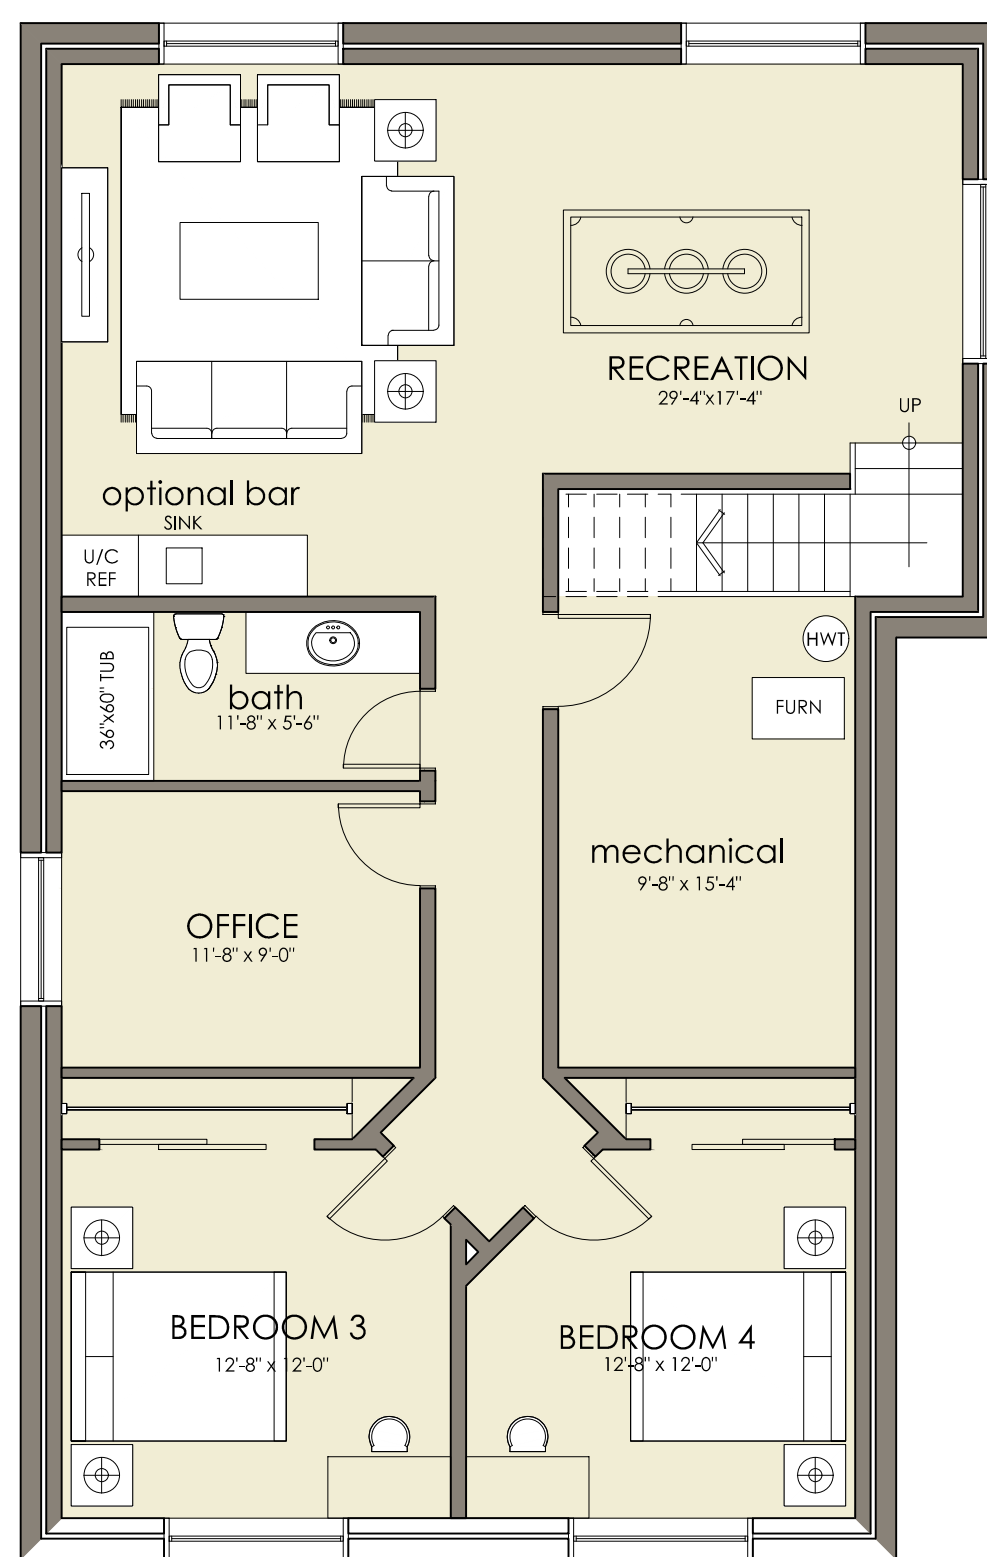 RECREATION
29'-4"x17'-4"
UP
optional bar
SINK
U/C
REF
HWT
36"x60" TUB
bath
11'-8" x 5'-6"
FURN
mechanical
9'-8" x 15'-4"
OFFICE
11'-8" x 9'-0"
BEDROOM 3
12'-8" x 12'-0"
BEDROOM 4
12'-8" x 12'-0"